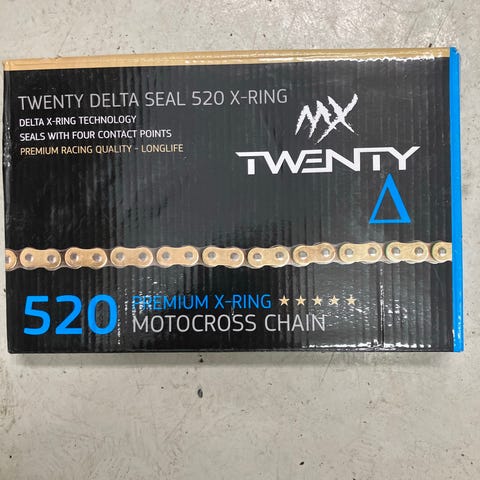 TWENTY DELTA SEAL 520 X-RING
DELTA X-RING TECHNOLOGY
SEALS WITH FOUR CONTACT POINTS
PREMIUM RACING QUALITY - LONGLIFE
MX
TWENTY
Δ
520
PREMIUM X-RING ★★★★★
MOTOCROSS CHAIN